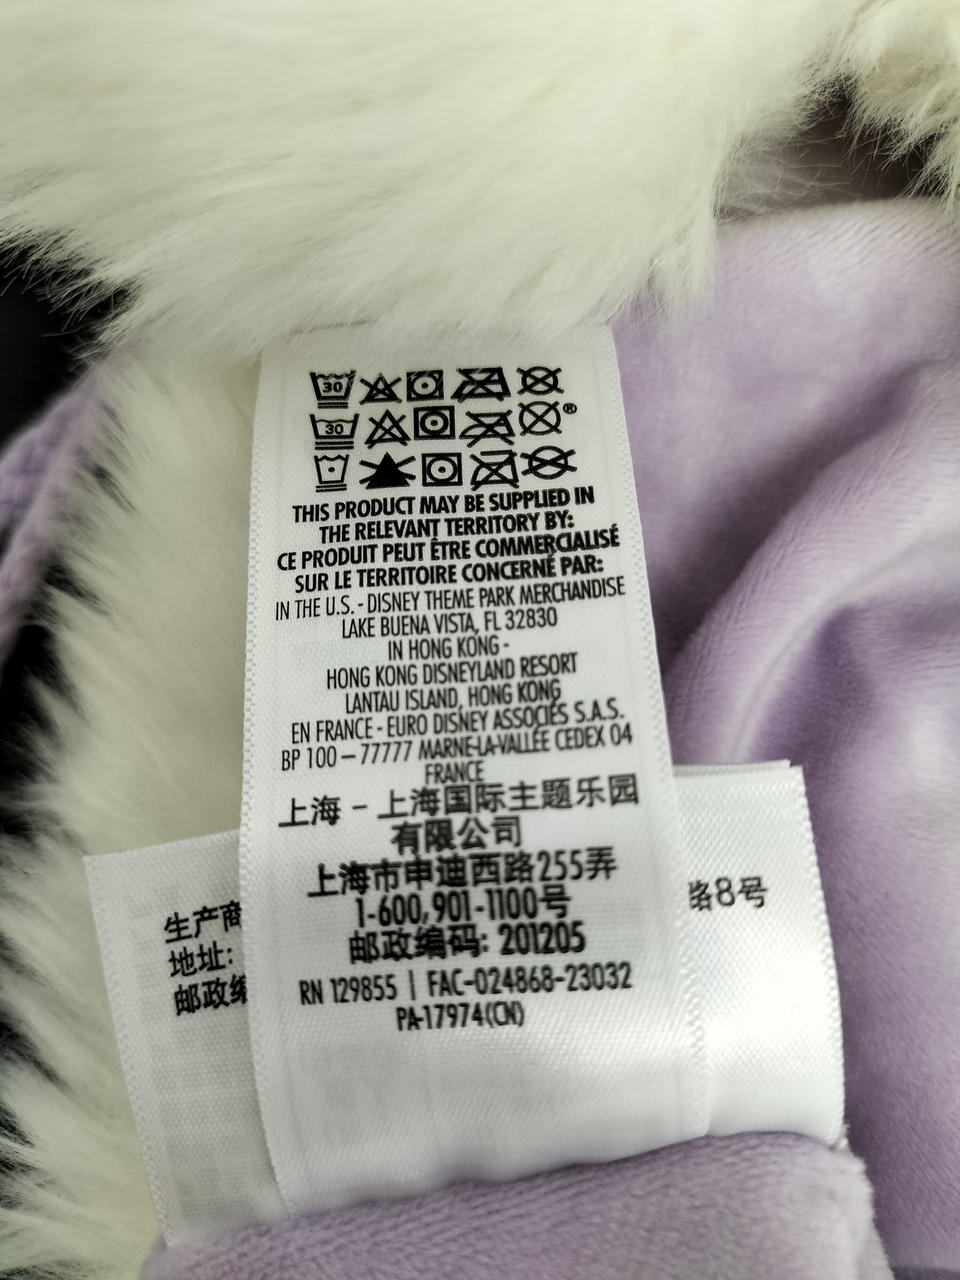 30
®
30
THIS PRODUCT MAY BE SUPPLIED IN
THE RELEVANT TERRITORY BY:
CE PRODUIT PEUT ÊTRE COMMERCIALISÉ
SUR LE TERRITOIRE CONCERNÉ PAR:
IN THE U.S. - DISNEY THEME PARK MERCHANDISE
LAKE BUENA VISTA, FL 32830
IN HONG KONG -
HONG KONG DISNEYLAND RESORT
LANTAU ISLAND, HONG KONG
EN FRANCE - EURO DISNEY ASSOCIÉS S.A.S.
BP 100 – 77777 MARNE-LA-VALLÉE CEDEX 04
FRANCE
上海 - 上海国际主题乐园
有限公司
上海市申迪西路255弄
1-600,901-1100号
邮政编码: 201205
RN 129855 | FAC-024868-23032
PA-17974(CN)
生产商
地址:
邮政编
路8号